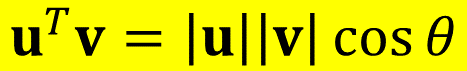 𝐮ᵀ𝐯 = |𝐮||𝐯| cos 𝜃